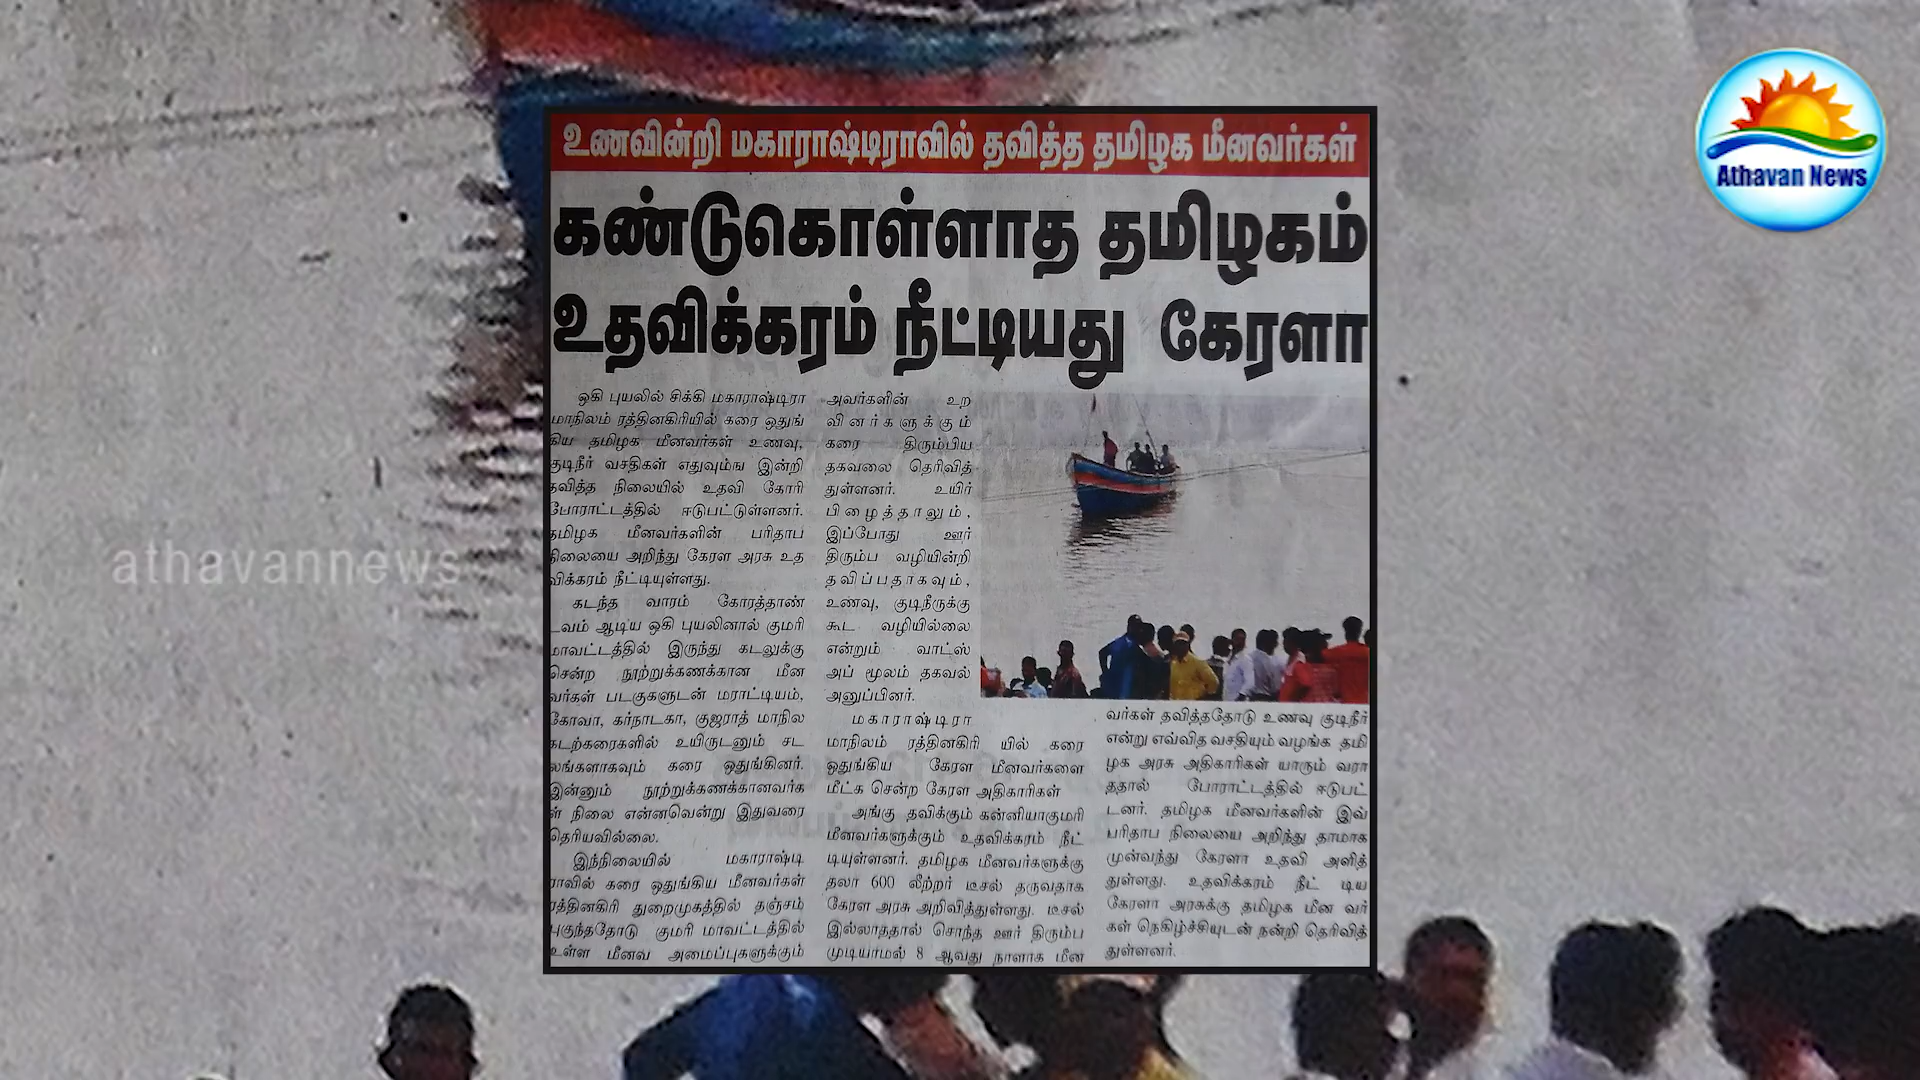 உணவின்றி மகாராஷ்டிராவில் தவித்த தமிழக மீனவர்கள்
Athavan News
கண்டுகொள்ளாத தமிழகம்
உதவிக்கரம் நீட்டியது கேரளா
ஒகி புயலில் சிக்கி மகாராஷ்டிரா
மாநிலம் ரத்தினகிரியில் கரை ஒதுங்
கிய தமிழக மீனவர்கள் உணவு,
குடிநீர் வசதிகள் எதுவும்ங இன்றி
தவித்த நிலையில் உதவி கோரி
போராட்டத்தில் ஈடுபட்டுள்ளனர்.
தமிழக மீனவர்களின் பரிதாப
நிலையை அறிந்து கேரள அரசு உத
விக்கரம் நீட்டியுள்ளது.
கடந்த வாரம் கோரத்தாண்
டவம் ஆடிய ஒகி புயலினால் குமரி
மாவட்டத்தில் இருந்து கடலுக்கு
சென்ற நூற்றுக்கணக்கான மீன
வர்கள் படகுகளுடன் மராட்டியம்,
கோவா, கர்நாடகா, குஜராத் மாநில
கடற்கரைகளில் உயிருடனும் சட
லங்களாகவும் கரை ஒதுங்கினர்.
இன்னும் நூற்றுக்கணக்கானவர்க
ள் நிலை என்னவென்று இதுவரை
தெரியவில்லை.
இந்நிலையில் மகாராஷ்டி
ராவில் கரை ஒதுங்கிய மீனவர்கள்
ரத்தினகிரி துறைமுகத்தில் தஞ்சம்
புகுந்ததோடு குமரி மாவட்டத்தில்
உள்ள மீனவ அமைப்புகளுக்கும்
அவர்களின் உற
வினர்களுக்கும்
கரை திரும்பிய
தகவலை தெரிவித்
துள்ளனர். உயிர்
பிழைத்தாலும்,
இப்போது ஊர்
திரும்ப வழியின்றி
தவிப்பதாகவும்,
உணவு, குடிநீருக்கு
கூட வழியில்லை
என்றும் வாட்ஸ்
அப் மூலம் தகவல்
அனுப்பினர்.
மகாராஷ்டிரா
மாநிலம் ரத்தினகிரி யில் கரை
ஒதுங்கிய கேரள மீனவர்களை
மீட்க சென்ற கேரள அதிகாரிகள்
அங்கு தவிக்கும் கன்னியாகுமரி
மீனவர்களுக்கும் உதவிக்கரம் நீட்
டியுள்ளனர். தமிழக மீனவர்களுக்கு
தலா 600 லீற்றர் டீசல் தருவதாக
கேரள அரசு அறிவித்துள்ளது. டீசல்
இல்லாததால் சொந்த ஊர் திரும்ப
முடியாமல் 8 ஆவது நாளாக மீன
வர்கள் தவித்ததோடு உணவு குடிநீர்
என்று எவ்வித வசதியும் வழங்க தமி
ழக அரசு அதிகாரிகள் யாரும் வரா
ததால் போராட்டத்தில் ஈடுபட்
டனர். தமிழக மீனவர்களின் இவ்
பரிதாப நிலையை அறிந்து தாமாக
முன்வந்து கேரளா உதவி அளித்
துள்ளது. உதவிக்கரம் நீட் டிய
கேரளா அரசுக்கு தமிழக மீன வர்
கள் நெகிழ்ச்சியுடன் நன்றி தெரிவித்
துள்ளனர்.
athavannews